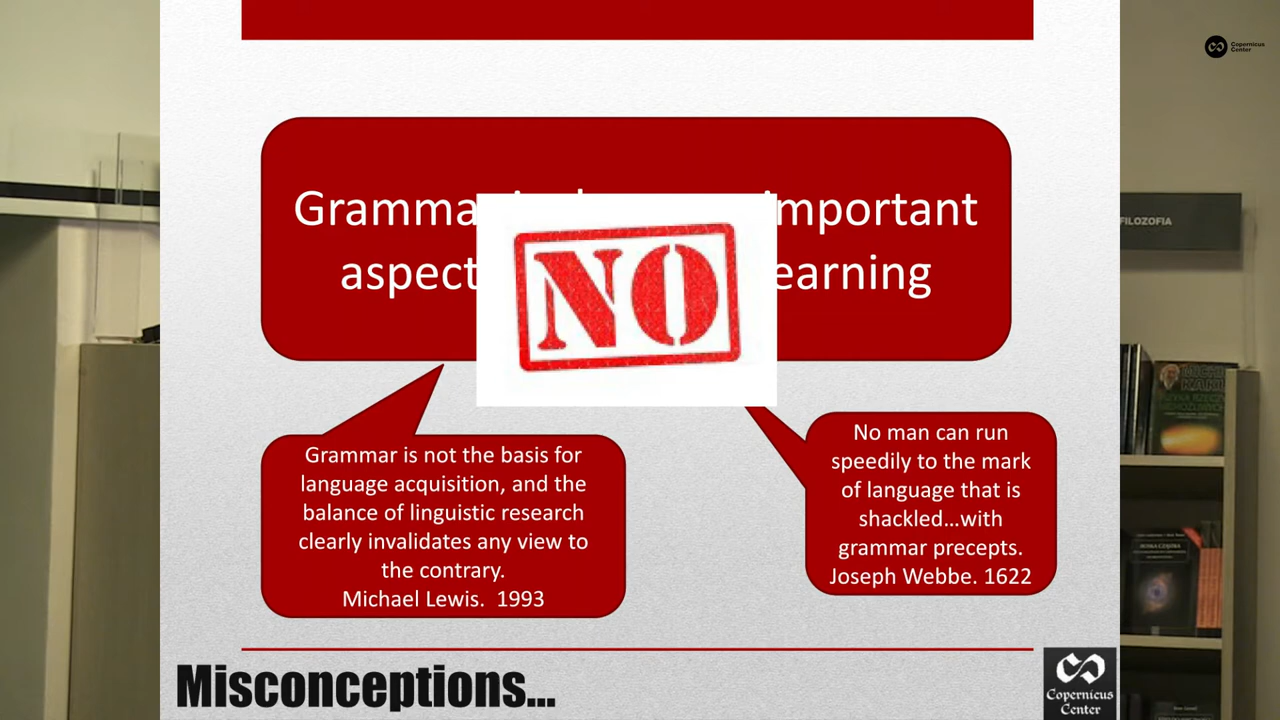 Copernicus
Center
Gramma important
aspect earning
NO
FILOZOFIA
Grammar is not the basis for
language acquisition, and the
balance of linguistic research
clearly invalidates any view to
the contrary.
Michael Lewis. 1993
No man can run
speedily to the mark
of language that is
shackled...with
grammar precepts.
Joseph Webbe. 1622
Misconceptions...
Copernicus
Center